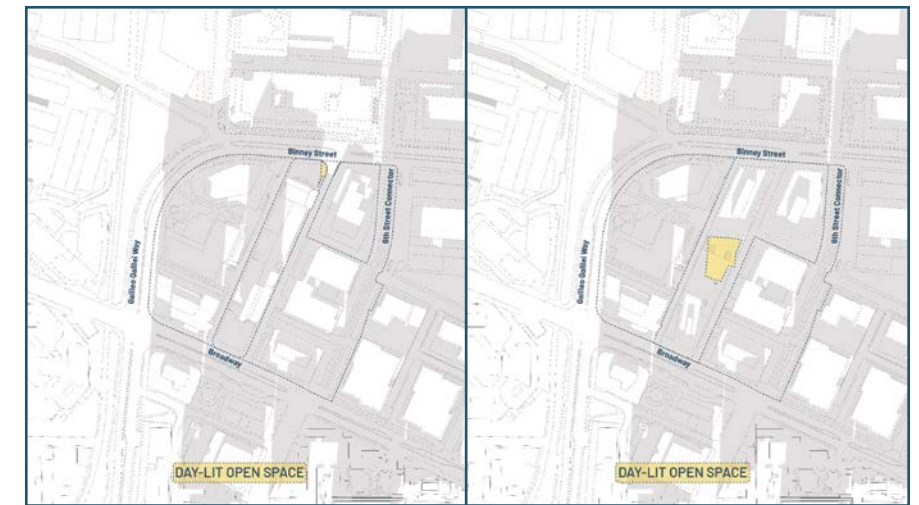 Binney Street
6th Street Connector
Galileo Galilei Way
Broadway
DAY-LIT OPEN SPACE
Binney Street
6th Street Connector
Galileo Galilei Way
Broadway
DAY-LIT OPEN SPACE